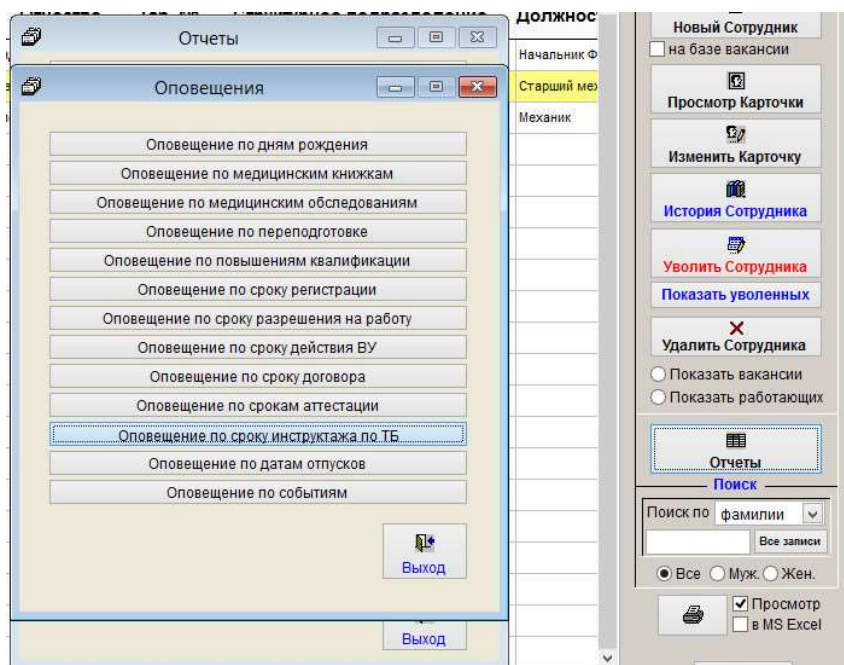 Должнос
Отчеты
Начальник Ф
Оповещения
Старший мех
Механик
Оповещение по дням рождения
Оповещение по медицинским книжкам
Оповещение по медицинским обследованиям
Оповещение по переподготовке
Оповещение по повышениям квалификации
Оповещение по сроку регистрации
Оповещение по сроку разрешения на работу
Оповещение по сроку действия ВУ
Оповещение по сроку договора
Оповещение по срокам аттестации
Оповещение по сроку инструктажа по ТБ
Оповещение по датам отпусков
Оповещение по событиям
Выход
Выход
Новый Сотрудник
на базе вакансии
Просмотр Карточки
Изменить Карточку
История Сотрудника
Уволить Сотрудника
Показать уволенных
Удалить Сотрудника
Показать вакансии
Показать работающих
Отчеты
Поиск
Поиск по фамилии
Все записи
Все Муж. Жен.
Просмотр
в MS Excel